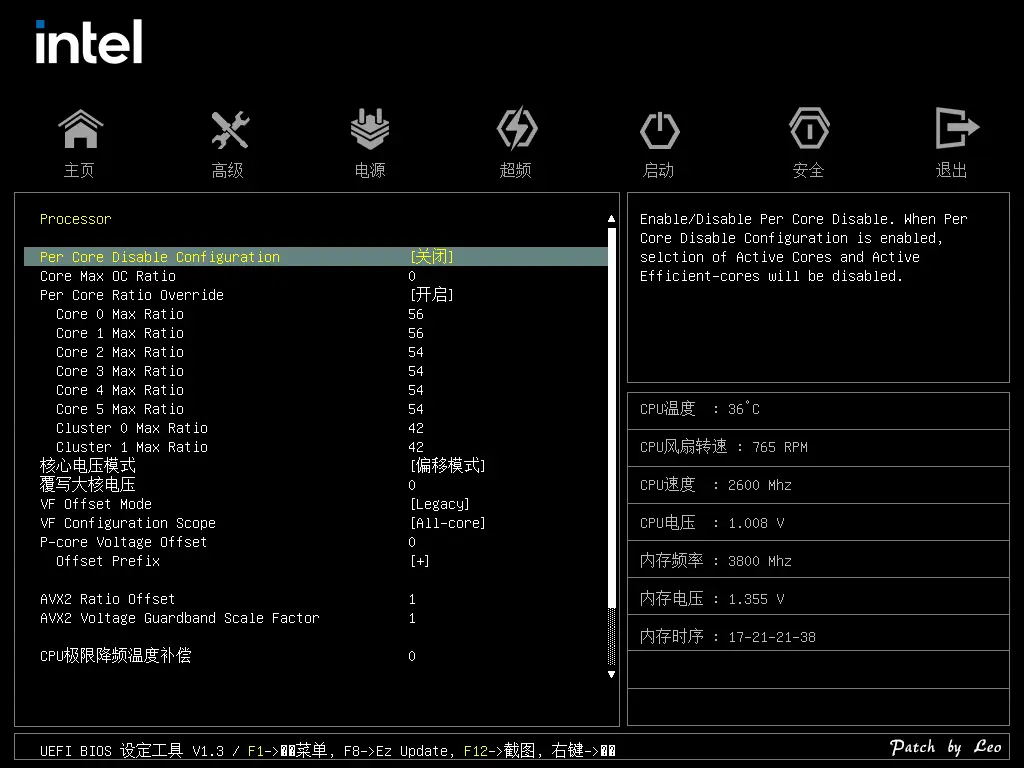 intel
主页 高级 电源 超频 启动 安全 退出
Processor
Per Core Disable Configuration [关闭]
Core Max OC Ratio 0
Per Core Ratio Override [开启]
Core 0 Max Ratio 56
Core 1 Max Ratio 56
Core 2 Max Ratio 54
Core 3 Max Ratio 54
Core 4 Max Ratio 54
Core 5 Max Ratio 54
Cluster 0 Max Ratio 42
Cluster 1 Max Ratio 42
核心电压模式 [偏移模式]
覆写大核电压 0
VF Offset Mode [Legacy]
VF Configuration Scope [All-core]
P-core Voltage Offset 0
Offset Prefix [+]
AVX2 Ratio Offset 1
AVX2 Voltage Guardband Scale Factor 1
CPU极限降频温度补偿 0
Enable/Disable Per Core Disable. When Per
Core Disable Configuration is enabled,
selction of Active Cores and Active
Efficient-cores will be disabled.
CPU温度 : 36°C
CPU风扇转速 : 765 RPM
CPU速度 : 2600 Mhz
CPU电压 : 1.008 V
内存频率 : 3800 Mhz
内存电压 : 1.355 V
内存时序 : 17-21-21-38
UEFI BIOS 设定工具 V1.3 / F1->菜单, F8->Ez Update, F12->截图, 右键->
Patch by Leo